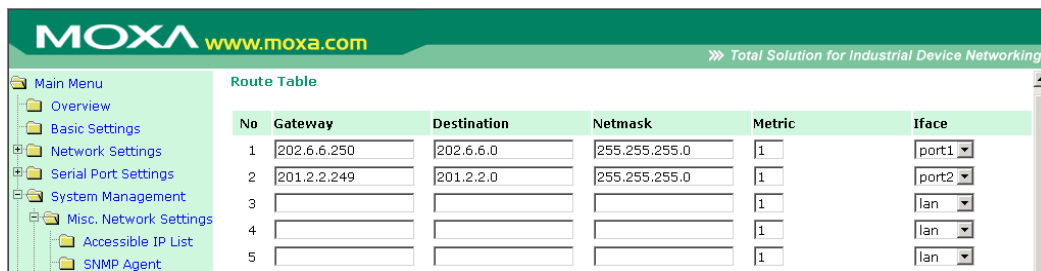 MOXA www.moxa.com
Total Solution for Industrial Device Networking
Main Menu
Overview
Basic Settings
Network Settings
Serial Port Settings
System Management
Misc. Network Settings
Accessible IP List
SNMP Agent
Route Table
No Gateway Destination Netmask Metric Iface
1 202.6.6.250 202.6.6.0 255.255.255.0 1 port1
2 201.2.2.249 201.2.2.0 255.255.255.0 1 port2
3 1 lan
4 1 lan
5 1 lan